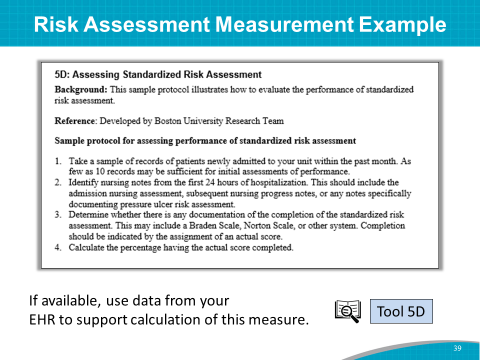 Risk Assessment Measurement Example
5D: Assessing Standardized Risk Assessment
Background: This sample protocol illustrates how to evaluate the performance of standardized
risk assessment.
Reference: Developed by Boston University Research Team
Sample protocol for assessing performance of standardized risk assessment
1. Take a sample of records of patients newly admitted to your unit within the past month. As
few as 10 records may be sufficient for initial assessments of performance.
2. Identify nursing notes from the first 24 hours of hospitalization. This should include the
admission nursing assessment, subsequent nursing progress notes, or any notes specifically
documenting pressure ulcer risk assessment.
3. Determine whether there is any documentation of the completion of the standardized risk
assessment. This may include a Braden Scale, Norton Scale, or other system. Completion
should be indicated by the assignment of an actual score.
4. Calculate the percentage having the actual score completed.
If available, use data from your
EHR to support calculation of this measure.
Tool 5D
39